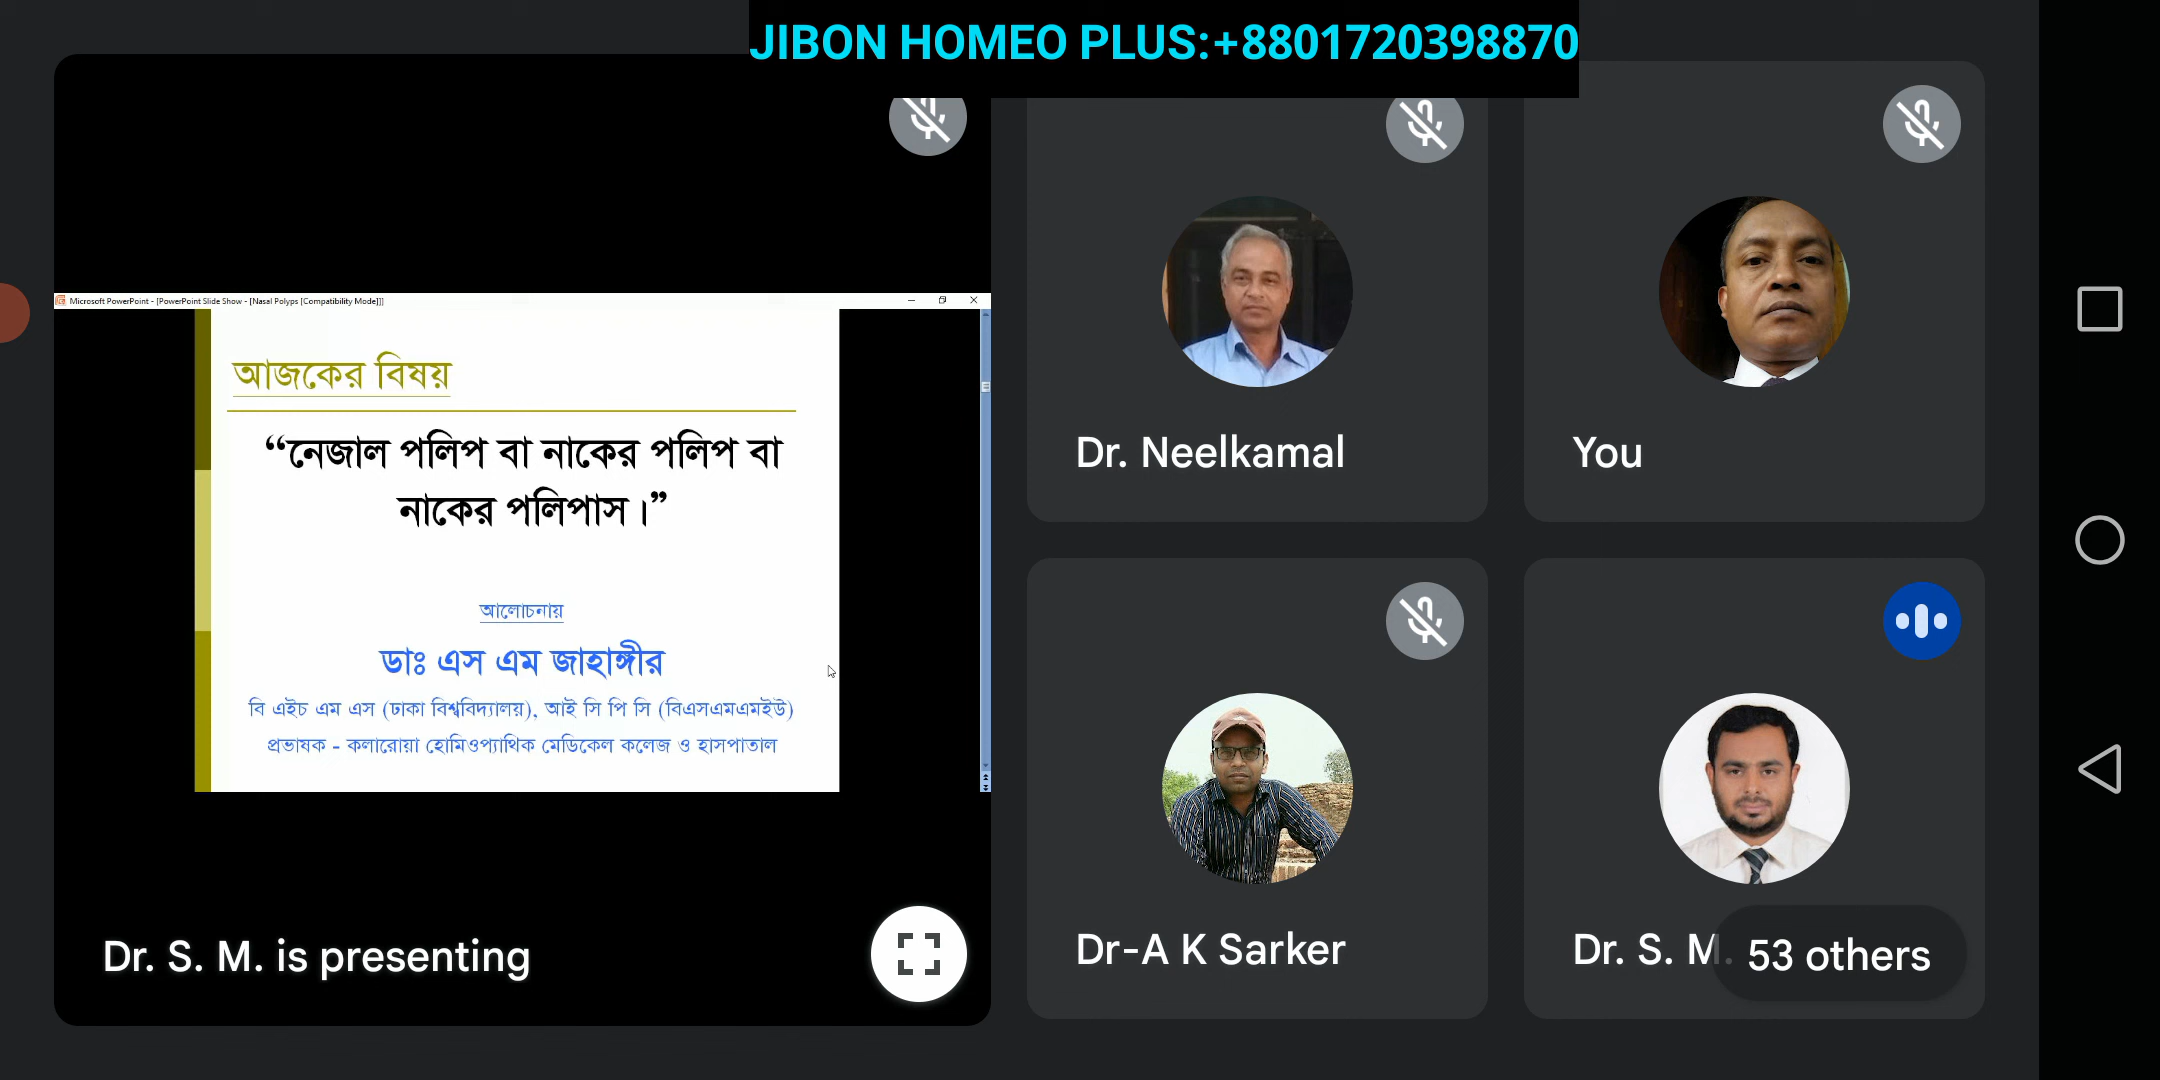 JIBON HOMEO PLUS:+8801720398870
Microsoft PowerPoint - [PowerPoint Slide Show - [Nasal Polyps [Compatibility Mode]]]
আজকের বিষয়
“নেজাল পলিপ বা নাকের পলিপ বা
নাকের পলিপাস।”
আলোচনায়
ডাঃ এস এম জাহাঙ্গীর
বি এইচ এম এস (ঢাকা বিশ্ববিদ্যালয়), আই সি পি সি (বিএসএমএমইউ)
প্রভাষক - কলারোয়া হোমিওপ্যাথিক মেডিকেল কলেজ ও হাসপাতাল
Dr. S. M. is presenting
Dr. Neelkamal
You
Dr-A K Sarker
Dr. S. M.
53 others